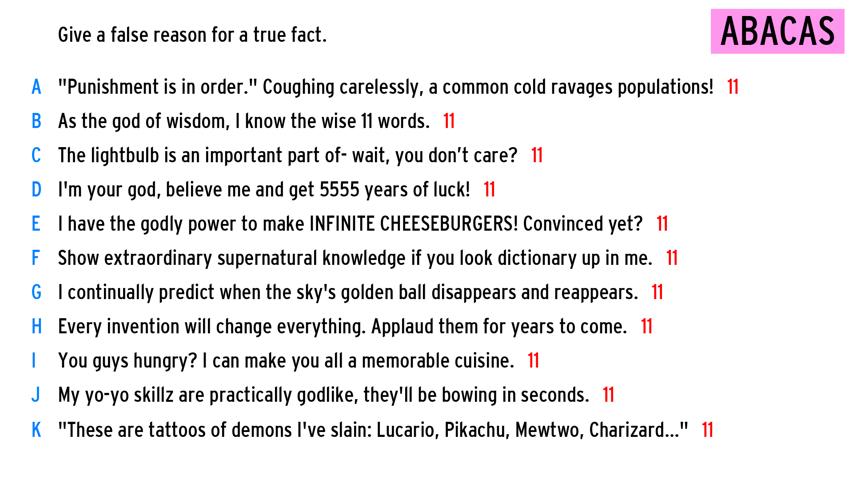 Give a false reason for a true fact.
ABACAS
A "Punishment is in order." Coughing carelessly, a common cold ravages populations! 11
B As the god of wisdom, I know the wise 11 words. 11
C The lightbulb is an important part of- wait, you don't care? 11
D I'm your god, believe me and get 5555 years of luck! 11
E I have the godly power to make INFINITE CHEESEBURGERS! Convinced yet? 11
F Show extraordinary supernatural knowledge if you look dictionary up in me. 11
G I continually predict when the sky's golden ball disappears and reappears. 11
H Every invention will change everything. Applaud them for years to come. 11
I You guys hungry? I can make you all a memorable cuisine. 11
J My yo-yo skillz are practically godlike, they'll be bowing in seconds. 11
K "These are tattoos of demons I've slain: Lucario, Pikachu, Mewtwo, Charizard..." 11